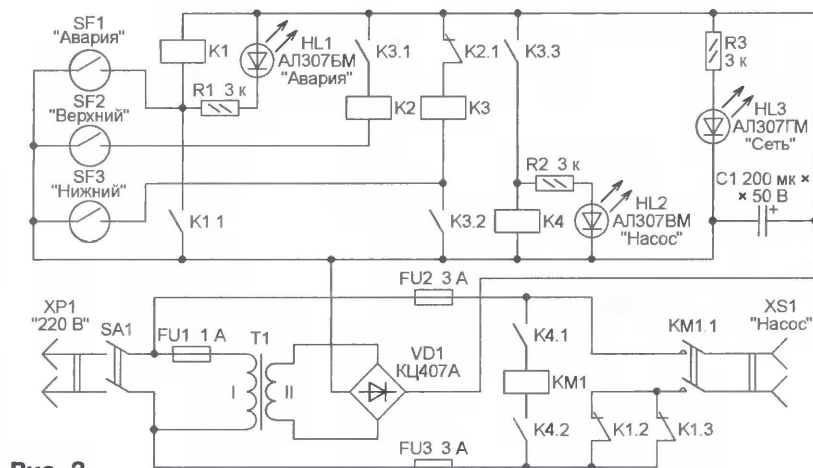 SF1
"Авария"
K1
HL1
АЛ307БМ
"Авария"
R1 3 к
SF2
"Верхний"
SF3
"Нижний"
K1 1
K3.1
K2
K2.1
K3
K3.2
K3.3
R2 3 к
K4
HL2
АЛ307ВМ
"Насос"
R3
3 к
HL3
АЛ307ГМ
"Сеть"
C1 200 мк ×
× 50 В
+
XP1
"220 В"
SA1
FU1 1 А
T1
I
II
VD1
КЦ407А
FU2 3 А
FU3 3 А
K4.1
KM1
K4.2
K1.2
K1.3
KM1.1
XS1
"Насос"